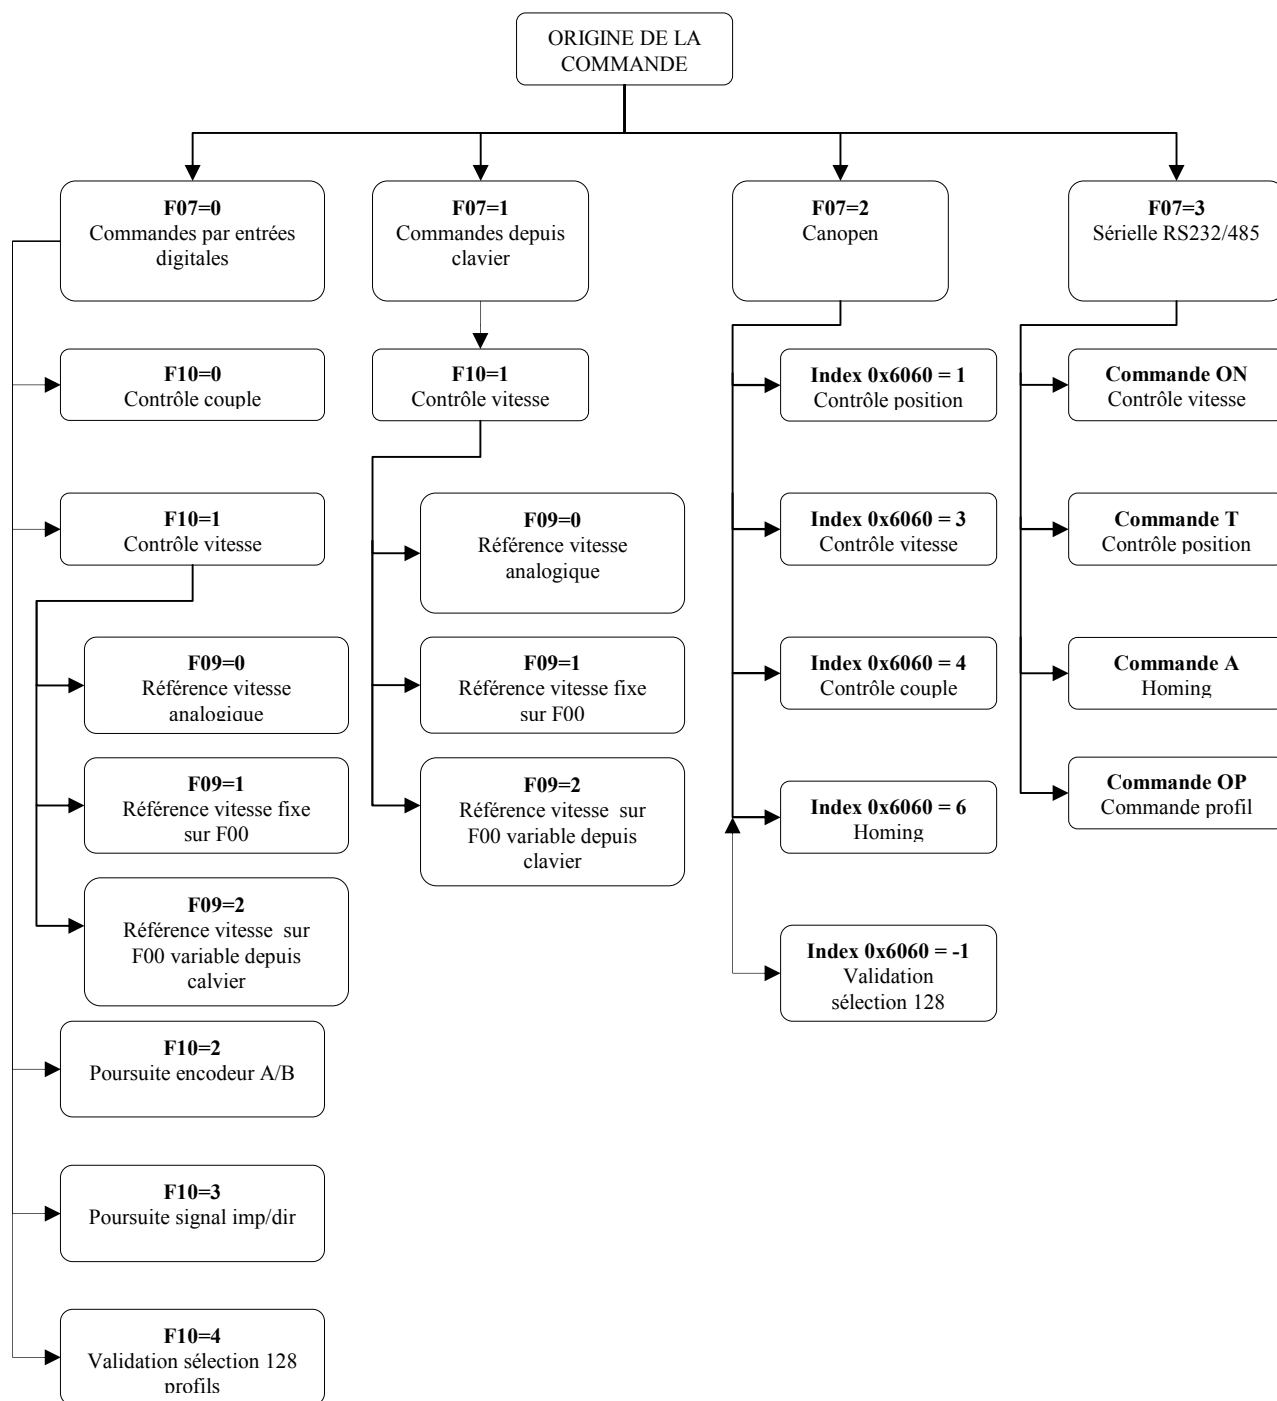 ORIGINE DE LA
COMMANDE
F07=0
Commandes par entrées
digitales
F07=1
Commandes depuis
clavier
F07=2
Canopen
F07=3
Sérielle RS232/485
F10=0
Contrôle couple
F10=1
Contrôle vitesse
F09=0
Référence vitesse
analogique
F09=1
Référence vitesse fixe
sur F00
F09=2
Référence vitesse  sur
F00 variable depuis
calvier
F10=2
Poursuite encodeur A/B
F10=3
Poursuite signal imp/dir
F10=4
Validation sélection 128
profils
F10=1
Contrôle vitesse
F09=0
Référence vitesse
analogique
F09=1
Référence vitesse fixe
sur F00
F09=2
Référence vitesse  sur
F00 variable depuis
clavier
Index 0x6060 = 1
Contrôle position
Index 0x6060 = 3
Contrôle vitesse
Index 0x6060 = 4
Contrôle couple
Index 0x6060 = 6
Homing
Index 0x6060 = -1
Validation
sélection 128
Commande ON
Contrôle vitesse
Commande T
Contrôle position
Commande A
Homing
Commande OP
Commande profil